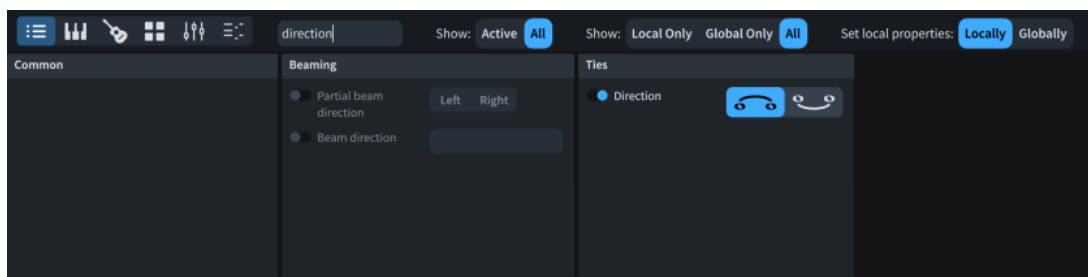 direction
Show: Active All
Show: Local Only Global Only All
Set local properties: Locally Globally
Common
Beaming
Partial beam
direction
Left Right
Beam direction
Ties
Direction